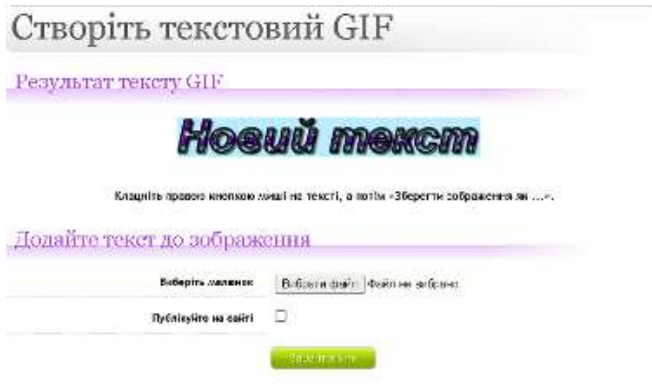 Створіть текстовий GIF
Результат тексту GIF
Новий текст
Клацніть правою кнопкою миші на тексті, а потім «Зберегти зображення як ...».
Додайте текст до зображення
Виберіть малюнок Вибрати файл Файл не вибрано
Публікуйте на сайті